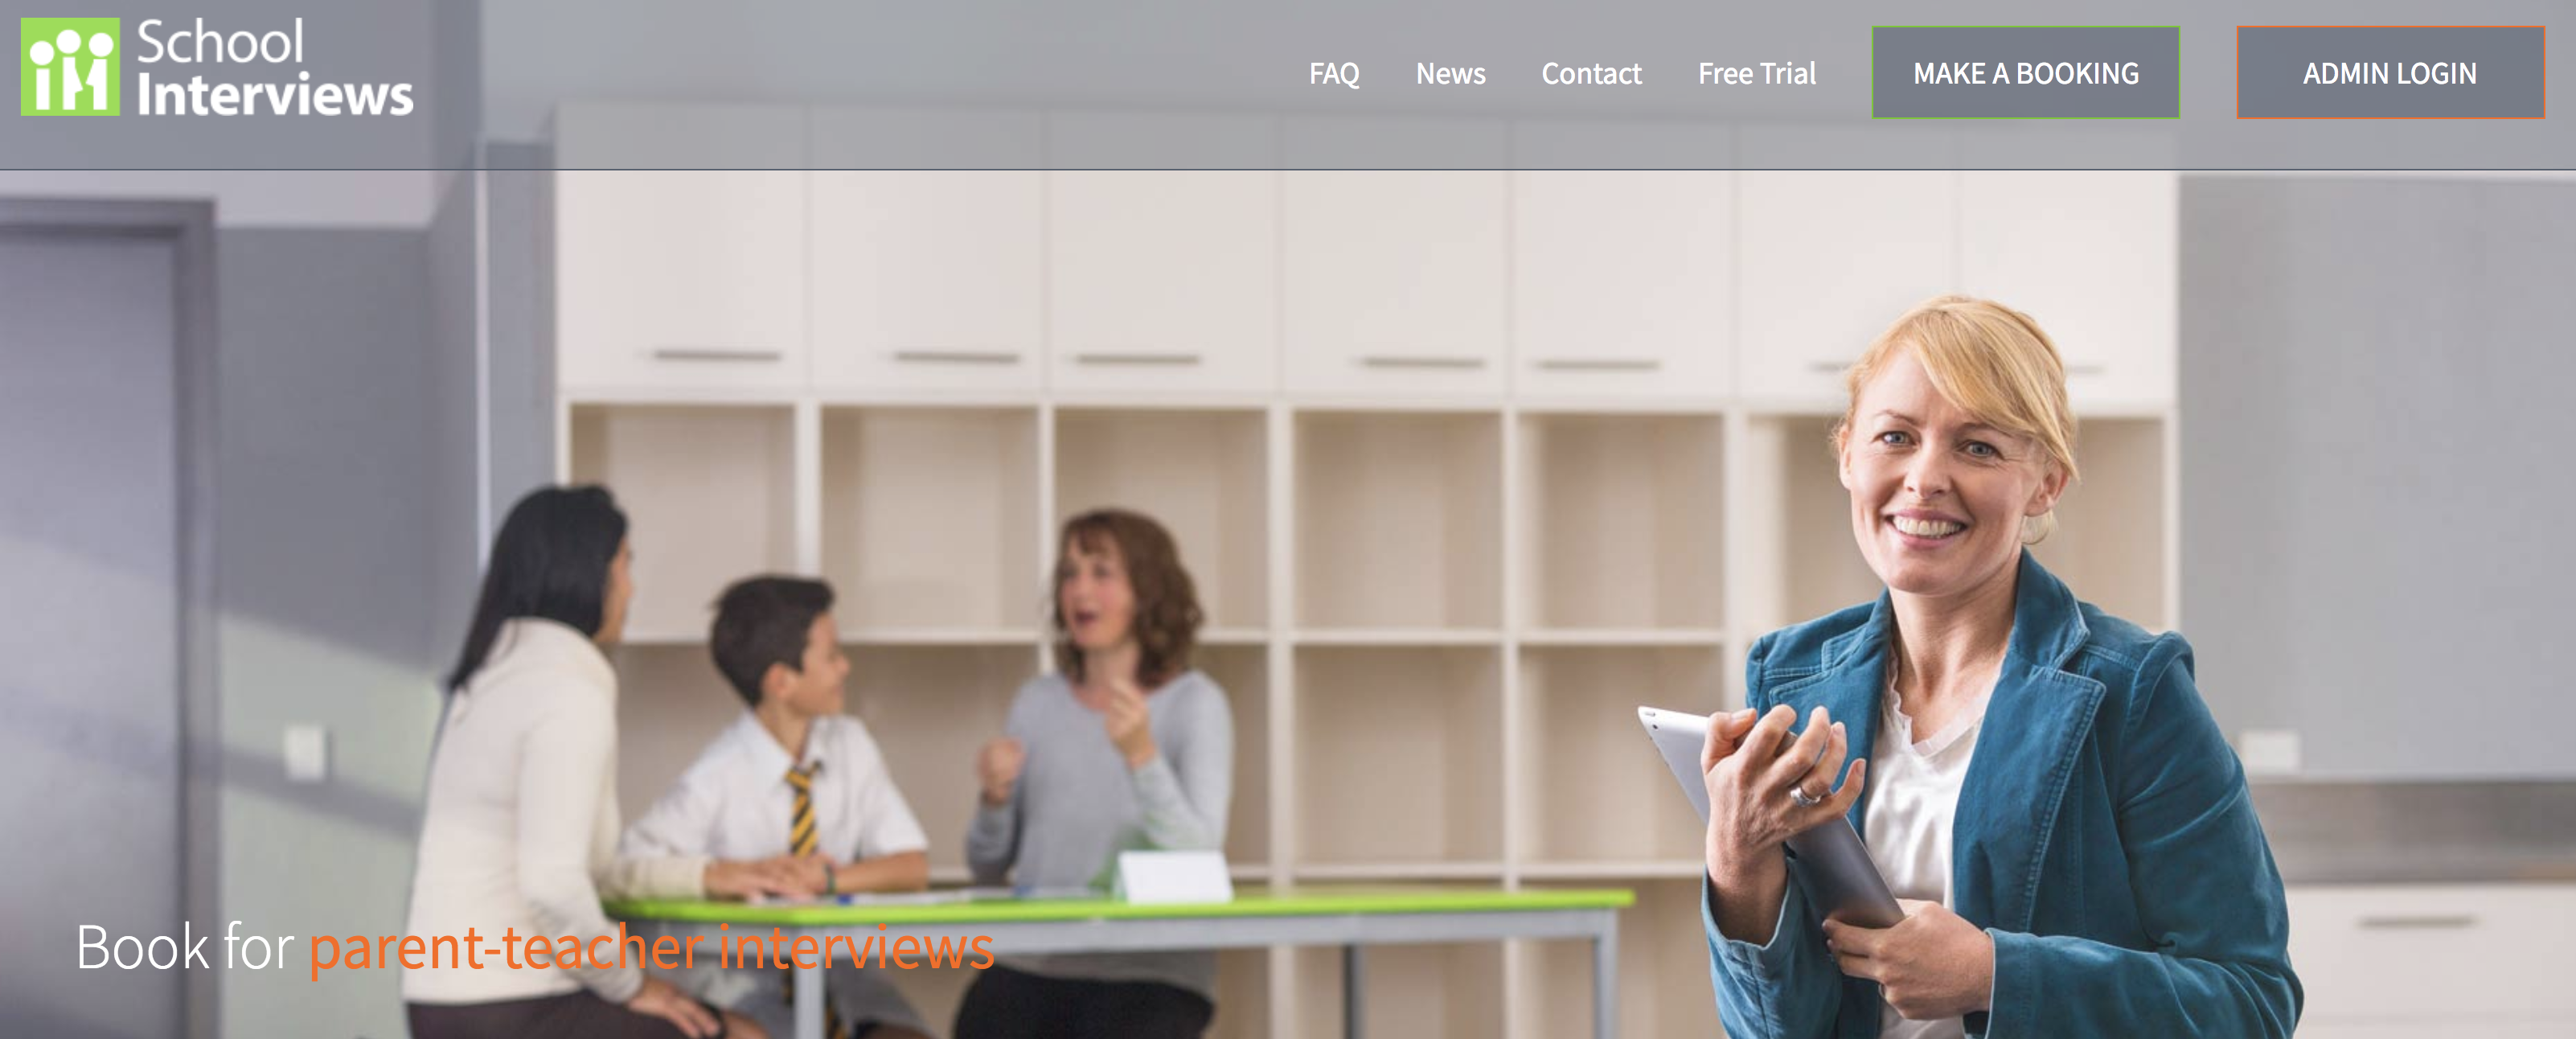 School
Interviews
FAQ
News
Contact
Free Trial
MAKE A BOOKING
ADMIN LOGIN
Book for parent-teacher interviews